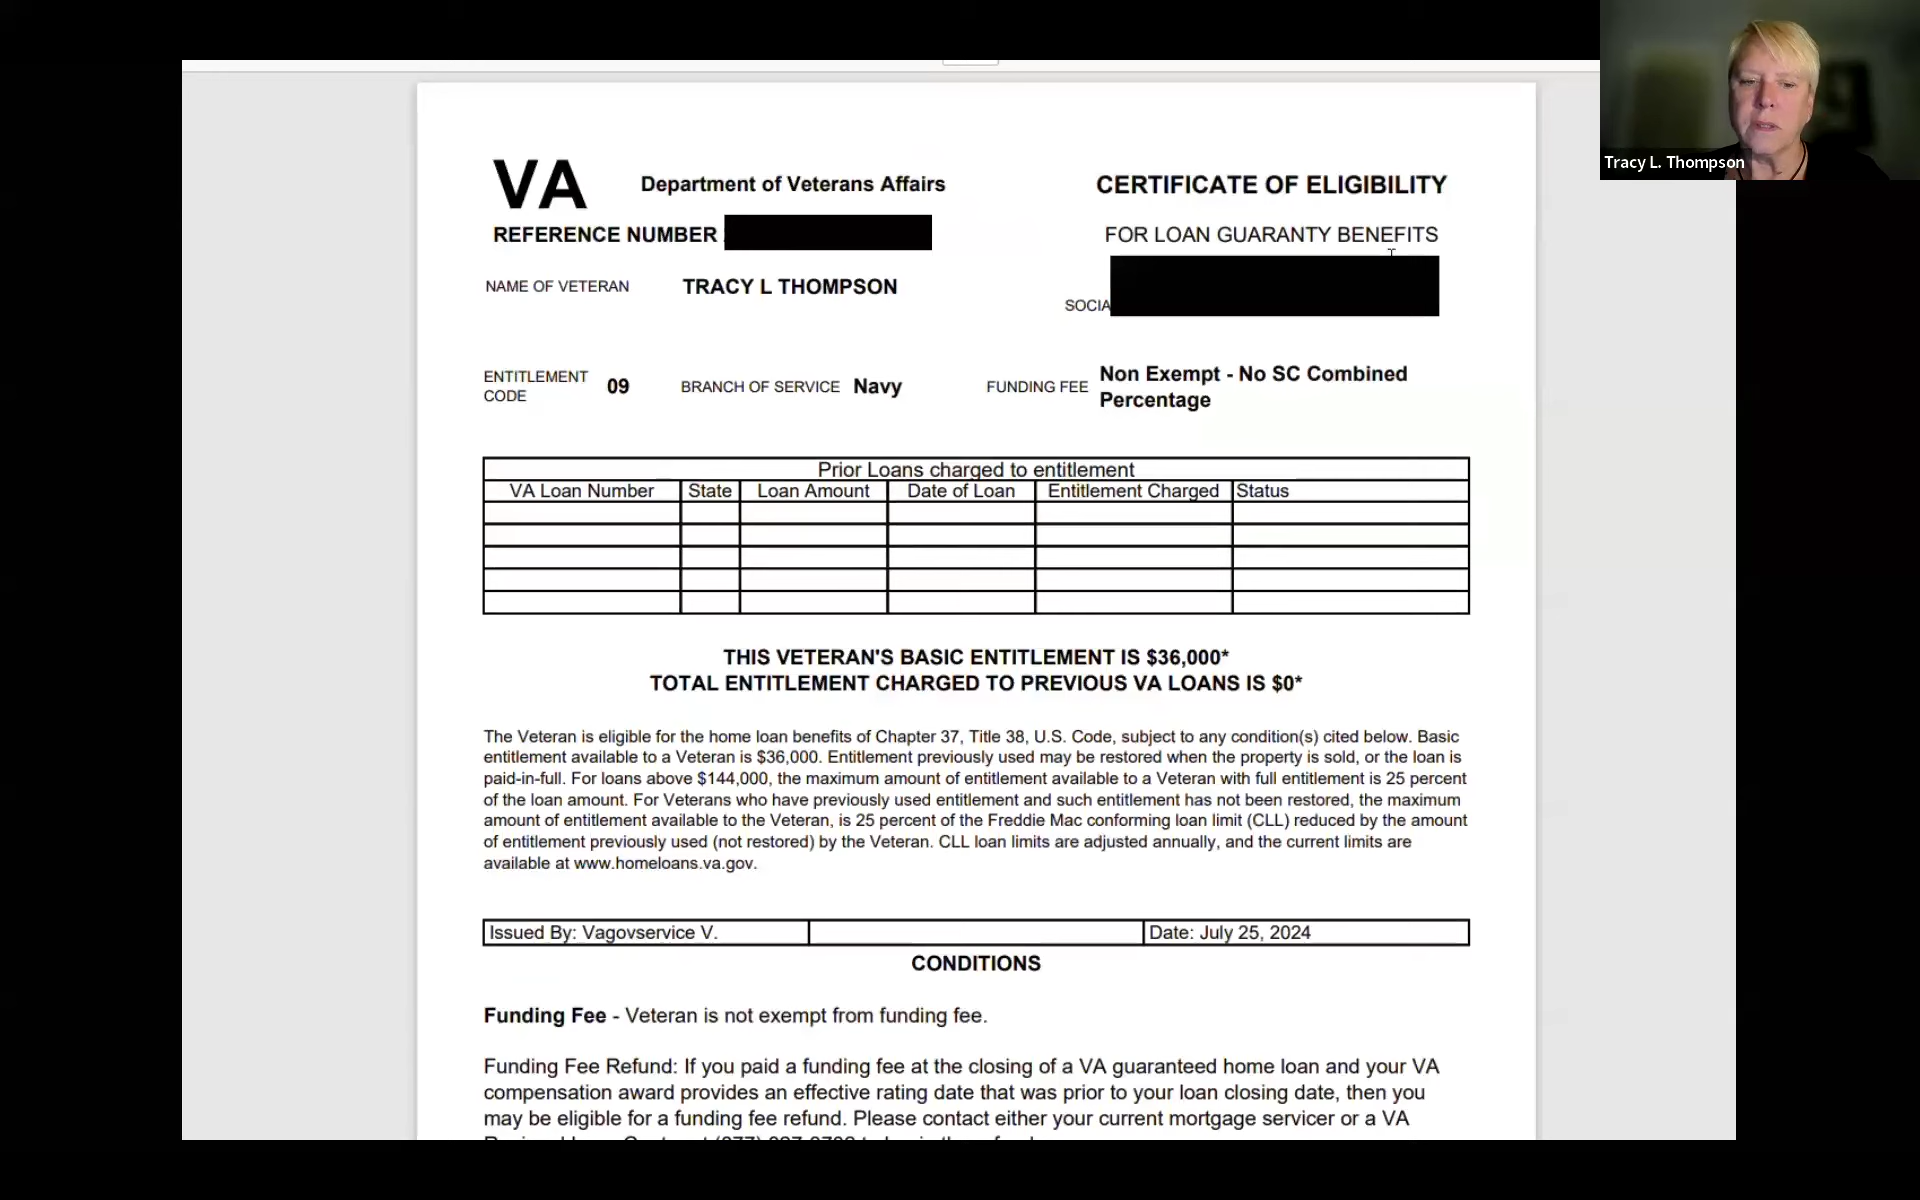 Tracy L. Thompson
VA
Department of Veterans Affairs
CERTIFICATE OF ELIGIBILITY
REFERENCE NUMBER
FOR LOAN GUARANTY BENEFITS
NAME OF VETERAN TRACY L THOMPSON
SOCIA
ENTITLEMENT CODE 09
BRANCH OF SERVICE Navy
FUNDING FEE Non Exempt - No SC Combined
Percentage
Prior Loans charged to entitlement
VA Loan Number State Loan Amount Date of Loan Entitlement Charged Status
THIS VETERAN'S BASIC ENTITLEMENT IS $36,000*
TOTAL ENTITLEMENT CHARGED TO PREVIOUS VA LOANS IS $0*
The Veteran is eligible for the home loan benefits of Chapter 37, Title 38, U.S. Code, subject to any condition(s) cited below. Basic
entitlement available to a Veteran is $36,000. Entitlement previously used may be restored when the property is sold, or the loan is
paid-in-full. For loans above $144,000, the maximum amount of entitlement available to a Veteran with full entitlement is 25 percent
of the loan amount. For Veterans who have previously used entitlement and such entitlement has not been restored, the maximum
amount of entitlement available to the Veteran, is 25 percent of the Freddie Mac conforming loan limit (CLL) reduced by the amount
of entitlement previously used (not restored) by the Veteran. CLL loan limits are adjusted annually, and the current limits are
available at www.homeloans.va.gov.
Issued By: Vagovservice V. Date: July 25, 2024
CONDITIONS
Funding Fee - Veteran is not exempt from funding fee.
Funding Fee Refund: If you paid a funding fee at the closing of a VA guaranteed home loan and your VA
compensation award provides an effective rating date that was prior to your loan closing date, then you
may be eligible for a funding fee refund. Please contact either your current mortgage servicer or a VA